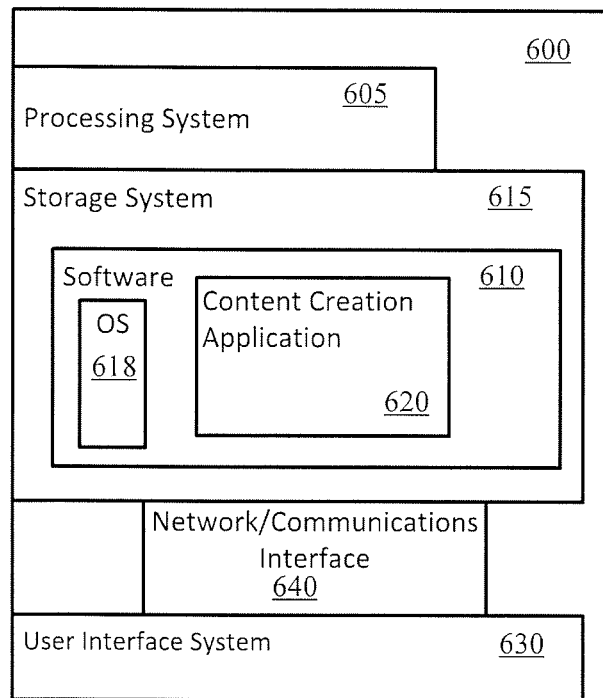 600
605
Processing System
Storage System 615
Software 610
OS
618
Content Creation
Application
620
Network/Communications
Interface
640
User Interface System 630